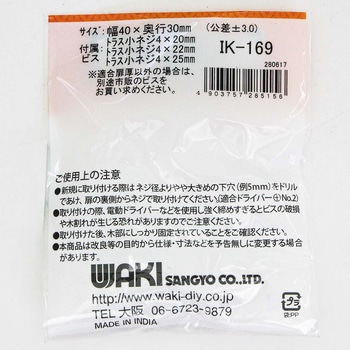 サイズ:幅40×奥行30mm (公差±3.0)
付属ビス:トラス小ネジ4×20mm
トラス小ネジ4×22mm
トラス小ネジ4×25mm
IK-169
280617
※適合扉厚以外の場合は、
別途市販のビスを
お買い求めください。
4903757285156
ご使用上の注意
●新規に取り付ける際はネジ径よりやや大きめの下穴(例5mm)をドリル
であけ、扉の裏側からネジで取り付けてください。(適合ドライバー⊕No.2)
●取り付けの際、電動ドライバーなどを使用し強く締めすぎるとビスの破損
や木割れが生じる恐れがありますのでご注意ください。
●取り付けた後、本部にしっかり固定されていることをご確認ください。
●本商品は改良等の目的から仕様・寸法などを予告無しに変更する場合
があります。
WAKI SANGYO CO.,LTD.
http://www.waki-diy.co.jp
TEL 大阪 06-6723-9879
MADE IN INDIA
プラ
袋:PP